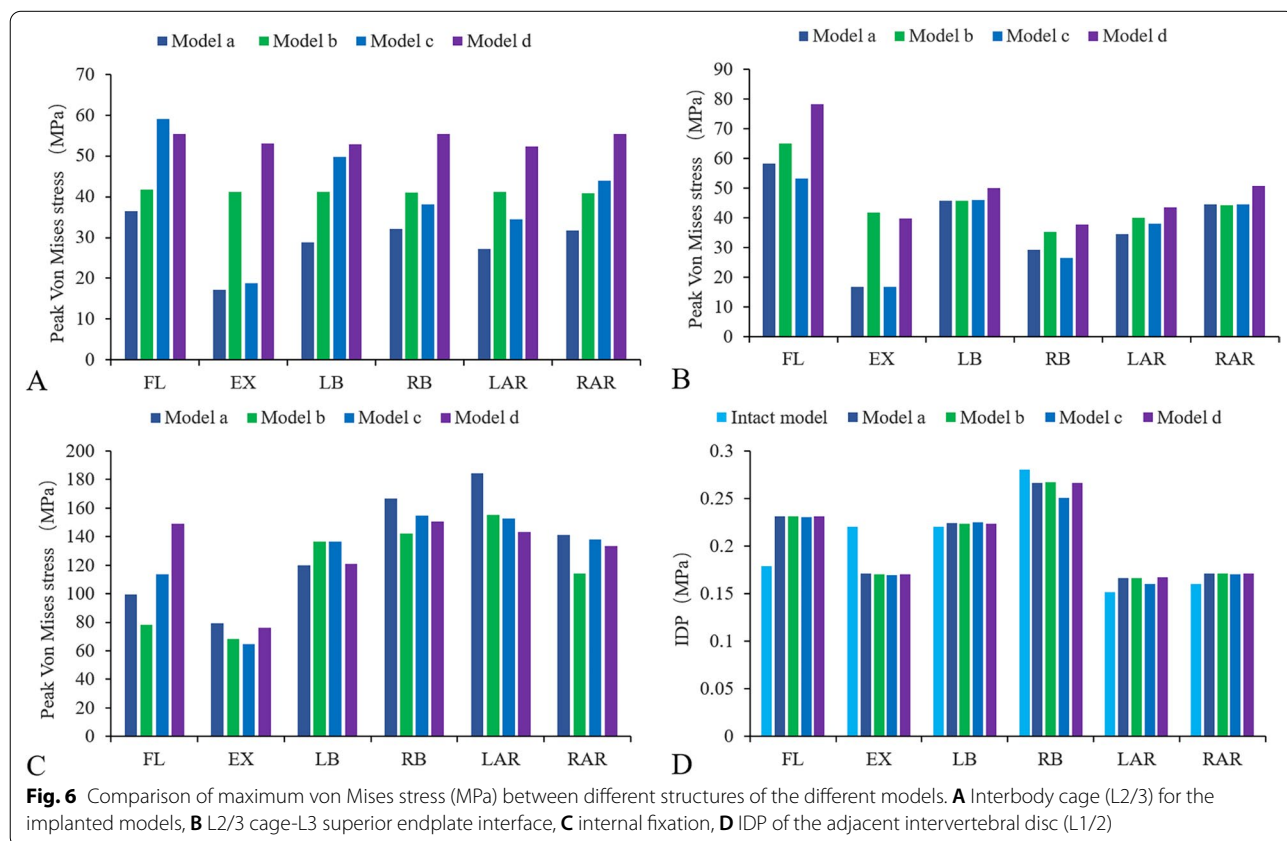 Model a Model b Model c Model d
Peak Von Mises stress (MPa)
70
60
50
40
30
20
10
0
FL EX LB RB LAR RAR
A
Model a Model b Model c Model d
Peak Von Mises stress (MPa)
90
80
70
60
50
40
30
20
10
0
FL EX LB RB LAR RAR
B
Model a Model b Model c Model d
Peak Von Mises stress (MPa)
200
180
160
140
120
100
80
60
40
20
0
FL EX LB RB LAR RAR
C
Intact model Model a Model b Model c Model d
IDP (MPa)
0.3
0.25
0.2
0.15
0.1
0.05
0
FL EX LB RB LAR RAR
D
Fig. 6 Comparison of maximum von Mises stress (MPa) between different structures of the different models. A Interbody cage (L2/3) for the
implanted models, B L2/3 cage-L3 superior endplate interface, C internal fixation, D IDP of the adjacent intervertebral disc (L1/2)